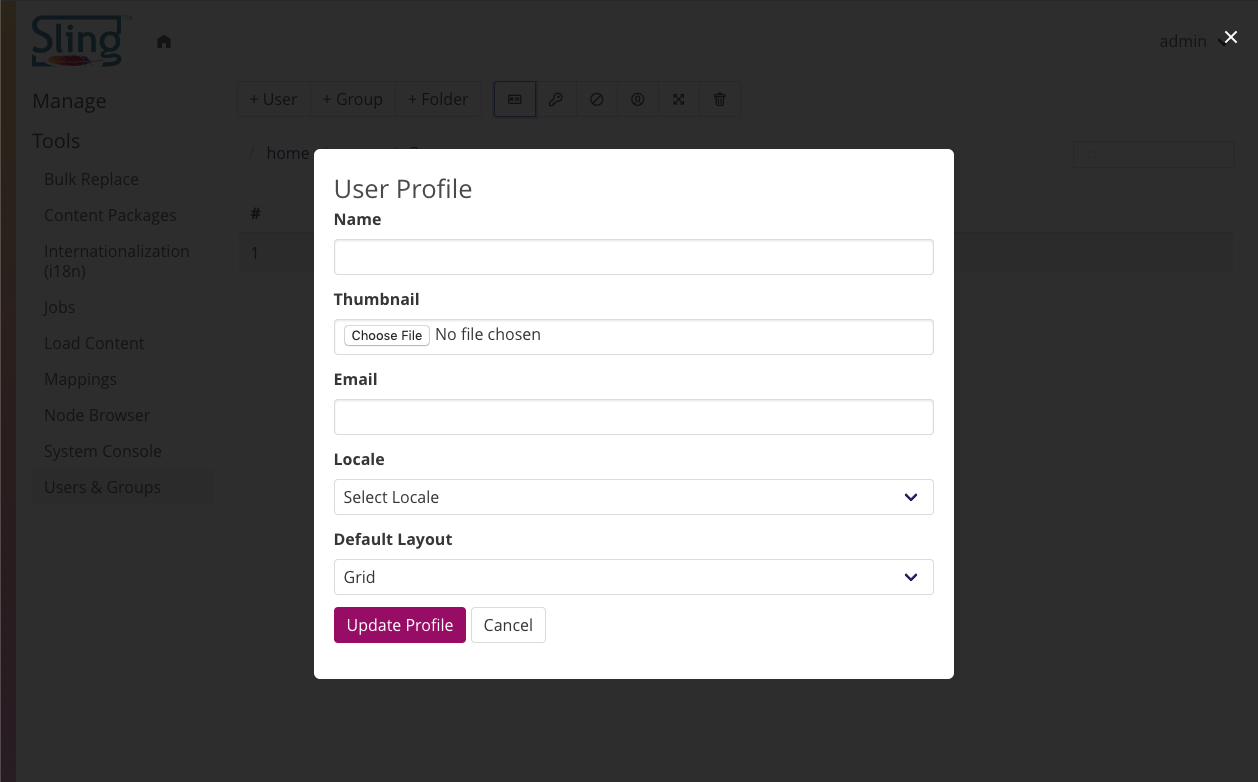 Sling™
admin
Manage
+ User + Group + Folder
Tools
/ home
Bulk Replace
Content Packages
#
Internationalization
(i18n)
1
Jobs
Load Content
Mappings
Node Browser
System Console
Users & Groups
User Profile
Name
Thumbnail
Choose File No file chosen
Email
Locale
Select Locale
Default Layout
Grid
Update Profile Cancel